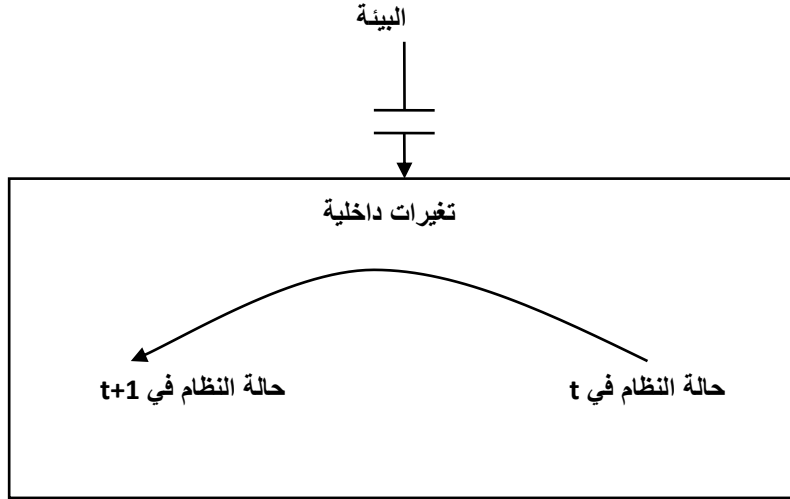 البيئة
تغيرات داخلية
حالة النظام في t
حالة النظام في t+1